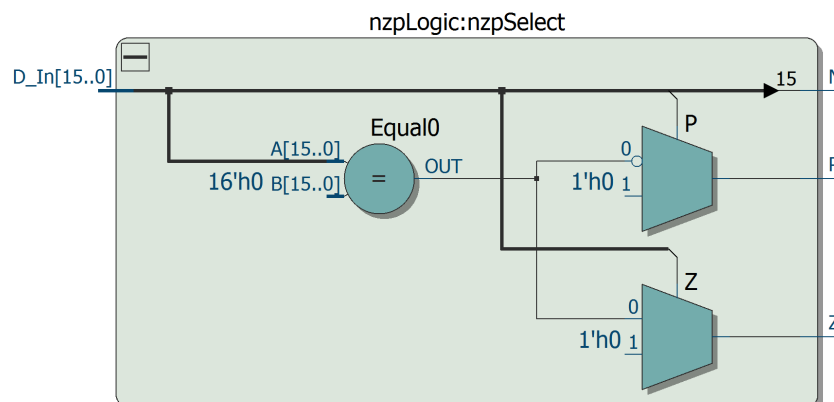 nzpLogic:nzpSelect
D_In[15..0]
15
N
P
Equal0
A[15..0]
0
OUT
16'h0 B[15..0]
=
1'h0 1
Z
0
1'h0 1
Z